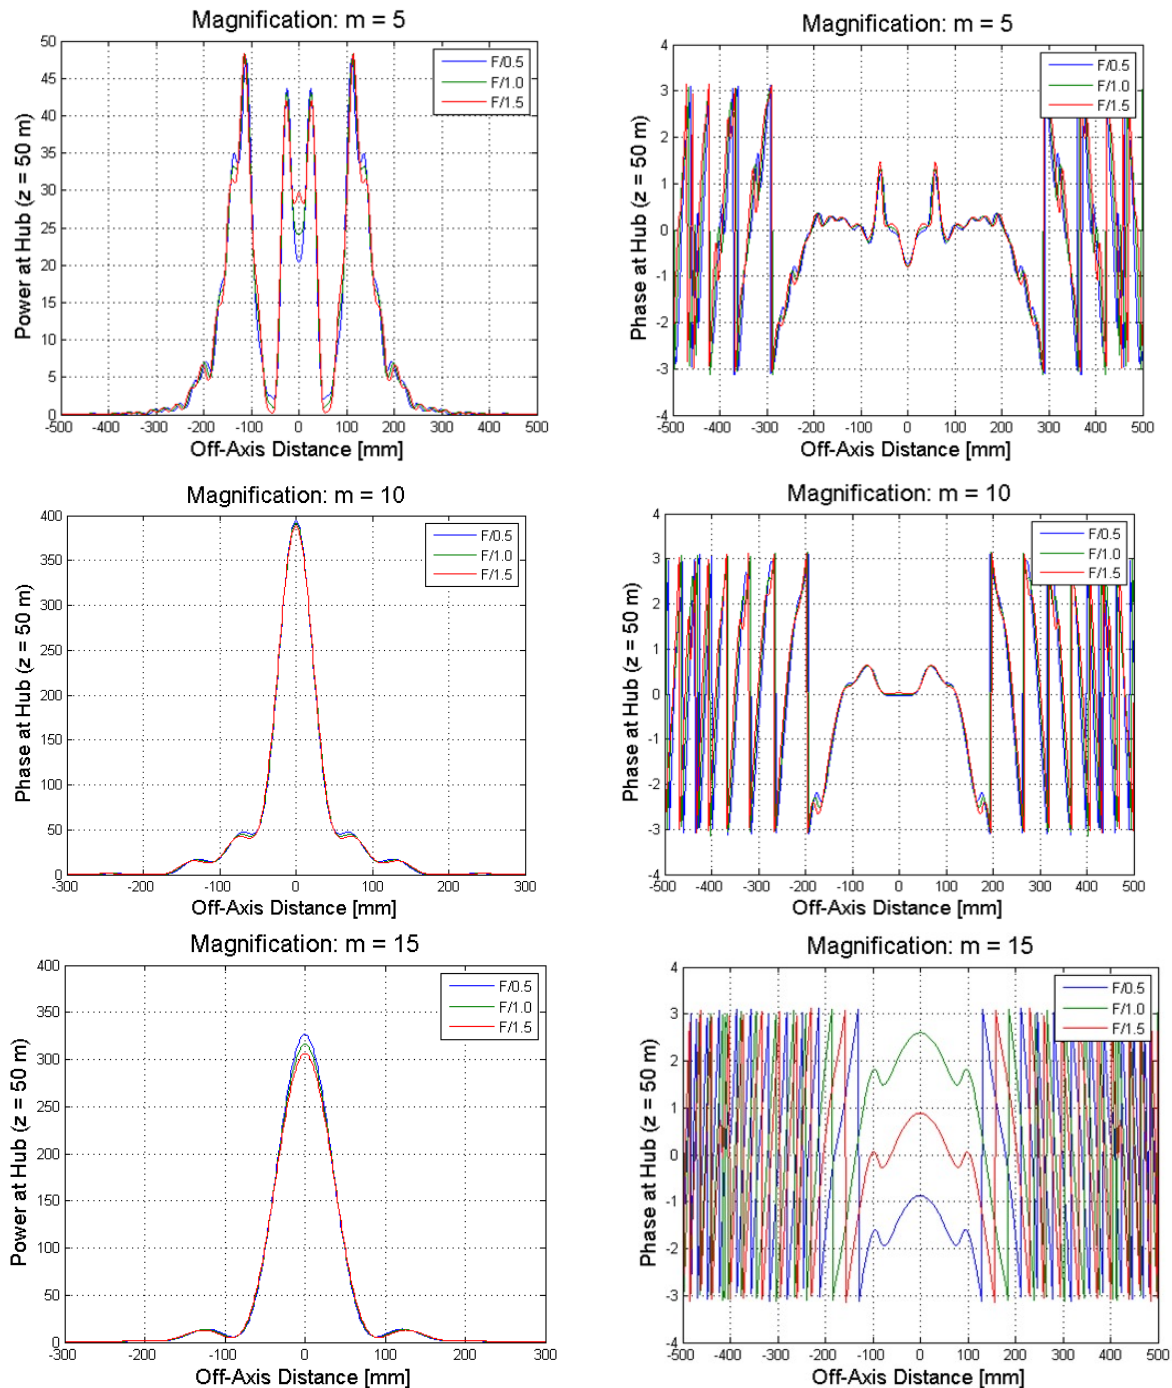 Magnification: m = 5
Power at Hub (z = 50 m)
50
45
40
35
30
25
20
15
10
5
0
F/0.5
F/1.0
F/1.5
-500 -400 -300 -200 -100 0 100 200 300 400 500
Off-Axis Distance [mm]
Magnification: m = 5
Phase at Hub (z = 50 m)
4
3
2
1
0
-1
-2
-3
-4
F/0.5
F/1.0
F/1.5
-500 -400 -300 -200 -100 0 100 200 300 400 500
Off-Axis Distance [mm]
Magnification: m = 10
Phase at Hub (z = 50 m)
400
350
300
250
200
150
100
50
0
F/0.5
F/1.0
F/1.5
-300 -200 -100 0 100 200 300
Off-Axis Distance [mm]
Magnification: m = 10
Phase at Hub (z = 50 m)
4
3
2
1
0
-1
-2
-3
-4
F/0.5
F/1.0
F/1.5
-500 -400 -300 -200 -100 0 100 200 300 400 500
Off-Axis Distance [mm]
Magnification: m = 15
Power at Hub (z = 50 m)
400
350
300
250
200
150
100
50
0
F/0.5
F/1.0
F/1.5
-300 -200 -100 0 100 200 300
Off-Axis Distance [mm]
Magnification: m = 15
Phase at Hub (z = 50 m)
4
3
2
1
0
-1
-2
-3
-4
F/0.5
F/1.0
F/1.5
-500 -400 -300 -200 -100 0 100 200 300 400 500
Off-Axis Distance [mm]